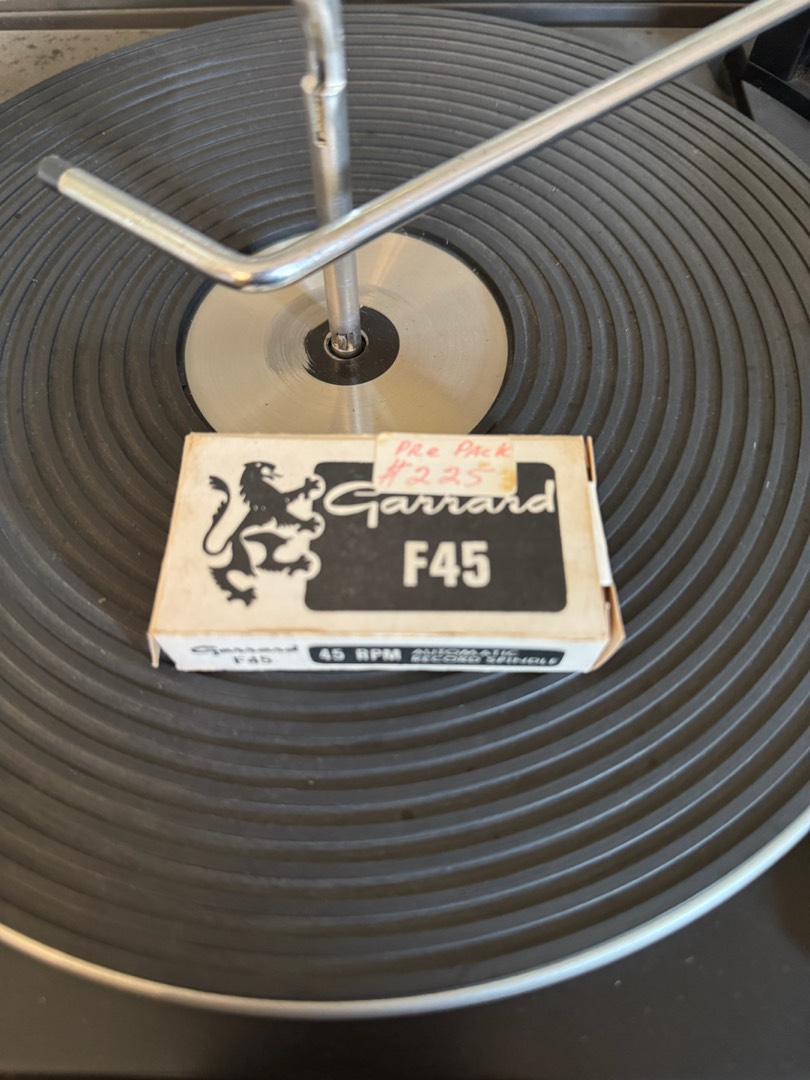 PRe PACK
#225
Garrard
F45
Garrard
F45
45 RPM
AUTOMATIC
RECORD SPINDLE